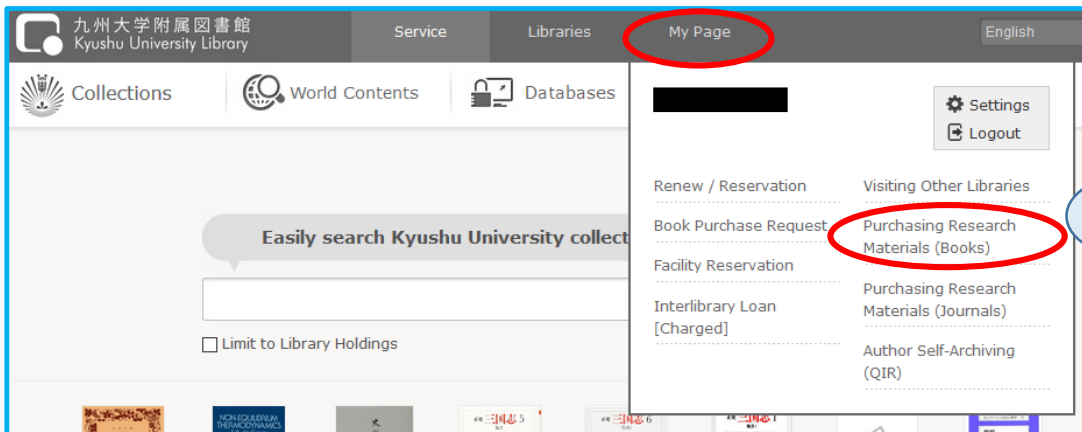 九州大学附属図書館
Kyushu University Library
Service
Libraries
My Page
English
Collections
World Contents
Databases
Settings
Logout
Renew / Reservation
Visiting Other Libraries
Book Purchase Request
Purchasing Research
Materials (Books)
Facility Reservation
Purchasing Research
Materials (Journals)
Interlibrary Loan
[Charged]
Author Self-Archiving
(QIR)
Easily search Kyushu University collect
Limit to Library Holdings
NON-EQUILIBRIUM
THERMODYNAMICS
三国志 5
三国志 6
三国志 1